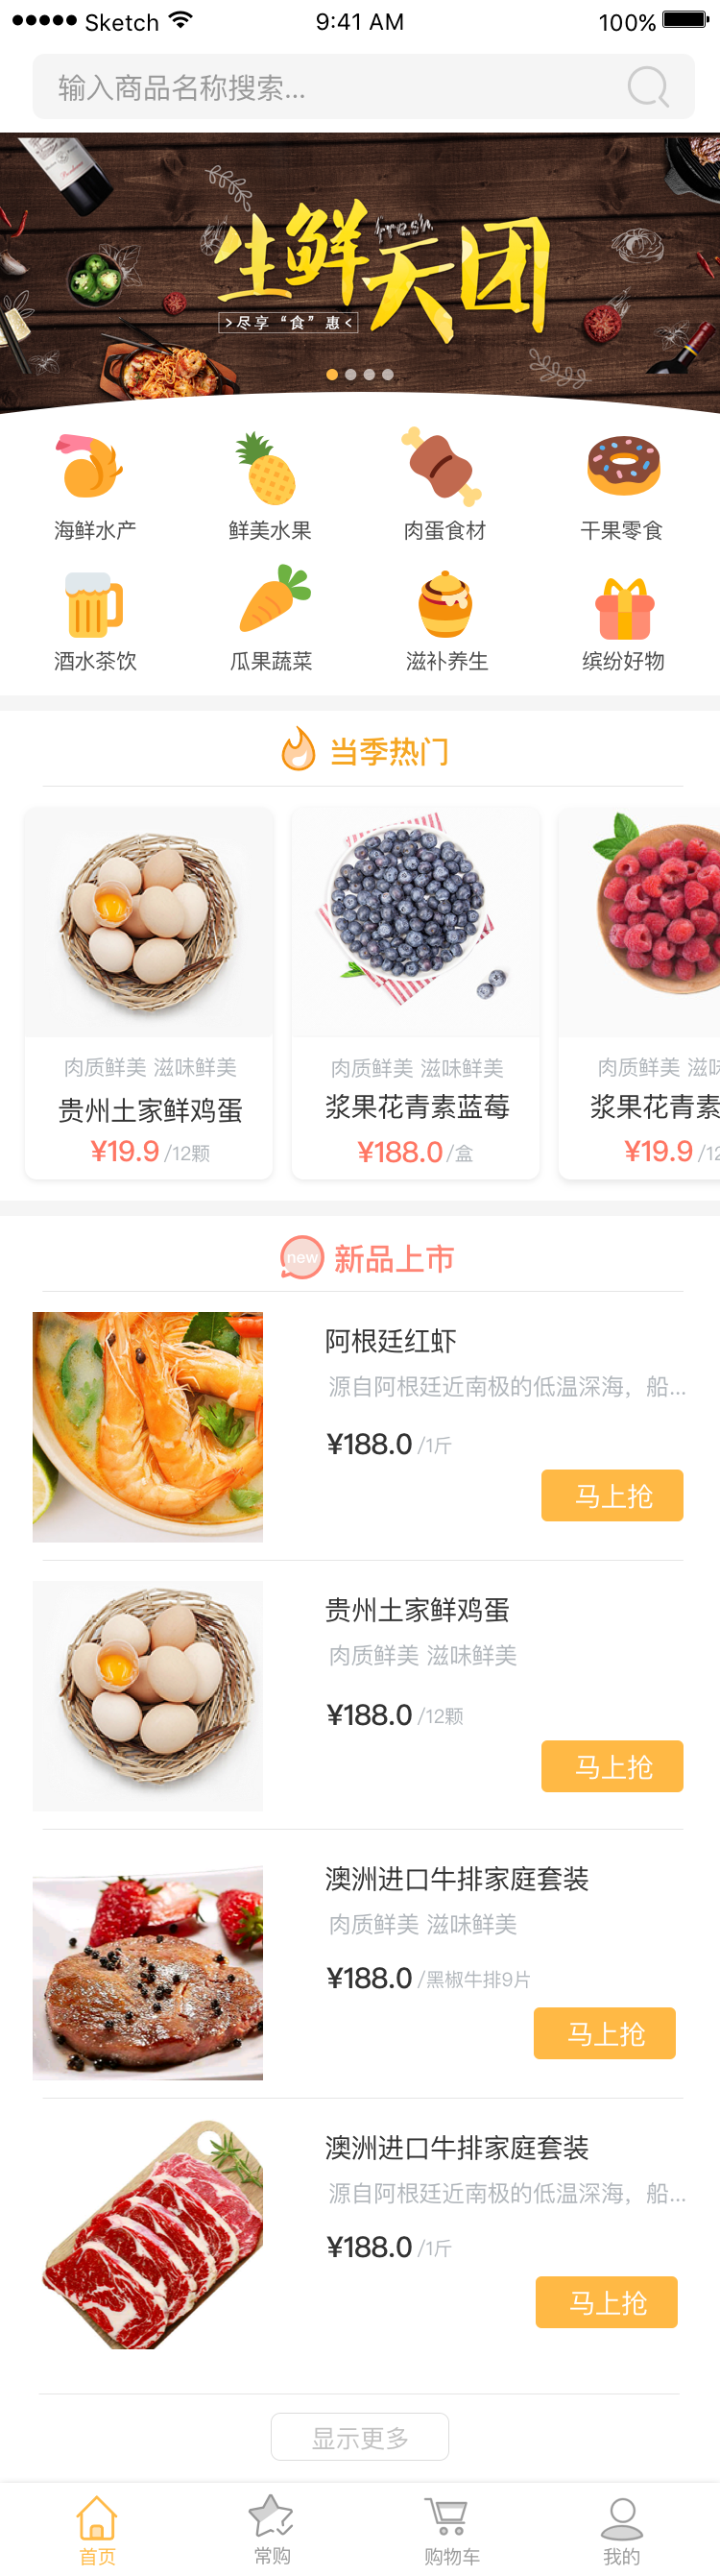 Sketch 9:41 AM 100%
输入商品名称搜索...
生鲜天团
fresh
>尽享“食”惠<
海鲜水产 鲜美水果 肉蛋食材 干果零食
酒水茶饮 瓜果蔬菜 滋补养生 缤纷好物
当季热门
肉质鲜美 滋味鲜美
贵州土家鲜鸡蛋
¥19.9 /12颗
肉质鲜美 滋味鲜美
浆果花青素蓝莓
¥188.0 /盒
肉质鲜美 滋味
浆果花青素
¥19.9 /12
new 新品上市
阿根廷红虾
源自阿根廷近南极的低温深海，船...
¥188.0 /1斤
马上抢
贵州土家鲜鸡蛋
肉质鲜美 滋味鲜美
¥188.0 /12颗
马上抢
澳洲进口牛排家庭套装
肉质鲜美 滋味鲜美
¥188.0 /黑椒牛排9片
马上抢
澳洲进口牛排家庭套装
源自阿根廷近南极的低温深海，船...
¥188.0 /1斤
马上抢
显示更多
首页 常购 购物车 我的